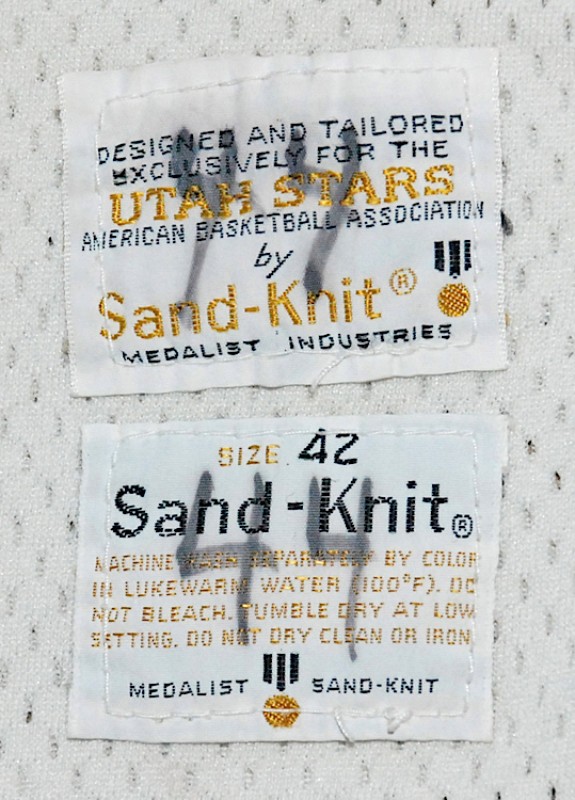 DESIGNED AND TAILORED
EXCLUSIVELY FOR THE
UTAH STARS
AMERICAN BASKETBALL ASSOCIATION
by
Sand-Knit®
MEDALIST INDUSTRIES
44
SIZE 42
Sand-Knit®
MACHINE WASH SEPARATELY BY COLOR
IN LUKEWARM WATER (100°F). DO
NOT BLEACH. TUMBLE DRY AT LOW
SETTING. DO NOT DRY CLEAN OR IRON
MEDALIST SAND-KNIT
44